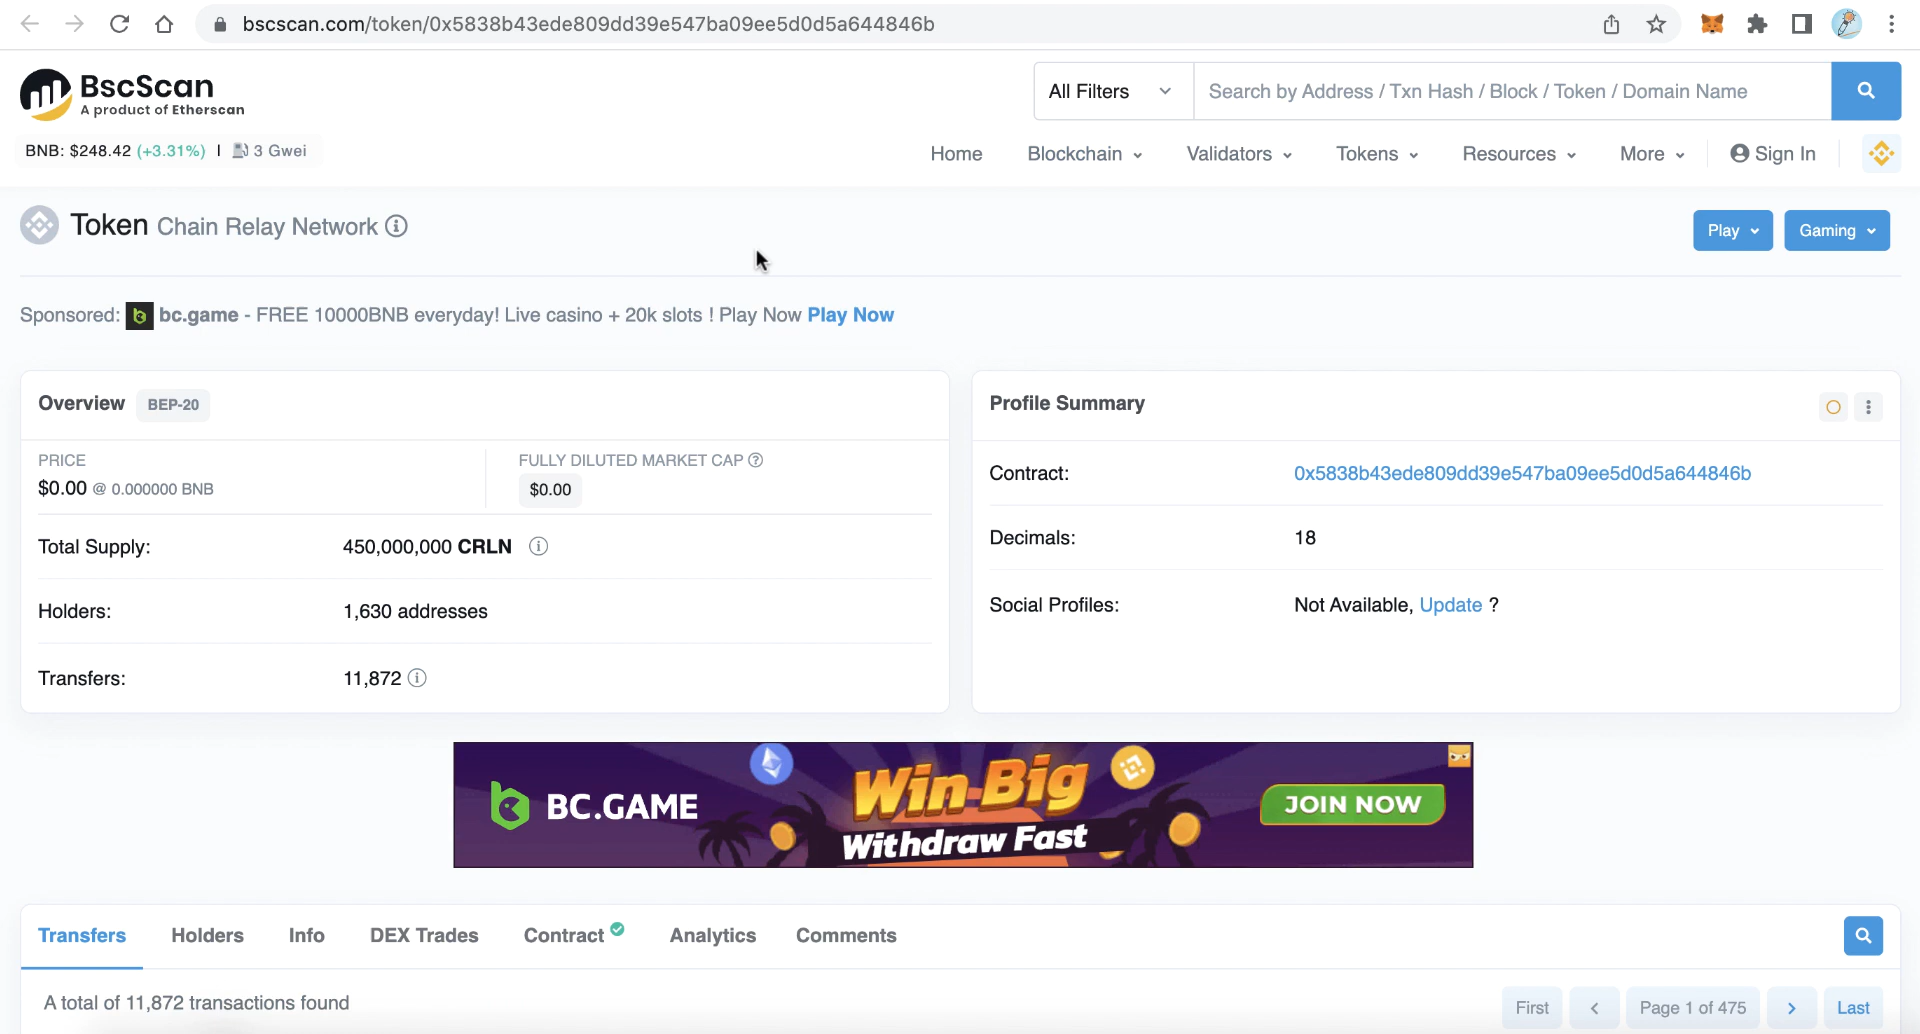 bscscan.com/token/0x5838b43ede809dd39e547ba09ee5d0d5a644846b
BscScan
A product of Etherscan
All Filters
Search by Address / Txn Hash / Block / Token / Domain Name
BNB: $248.42 (+3.31%) | 3 Gwei
Home Blockchain Validators Tokens Resources More Sign In
Token Chain Relay Network
Play Gaming
Sponsored: bc.game - FREE 10000BNB everyday! Live casino + 20k slots ! Play Now Play Now
Overview BEP-20
PRICE
$0.00 @ 0.000000 BNB
FULLY DILUTED MARKET CAP
$0.00
Total Supply: 450,000,000 CRLN
Holders: 1,630 addresses
Transfers: 11,872
Profile Summary
Contract: 0x5838b43ede809dd39e547ba09ee5d0d5a644846b
Decimals: 18
Social Profiles: Not Available, Update ?
BC.GAME
Win-Big
Withdraw Fast
JOIN NOW
Transfers Holders Info DEX Trades Contract Analytics Comments
A total of 11,872 transactions found
First Page 1 of 475 Last